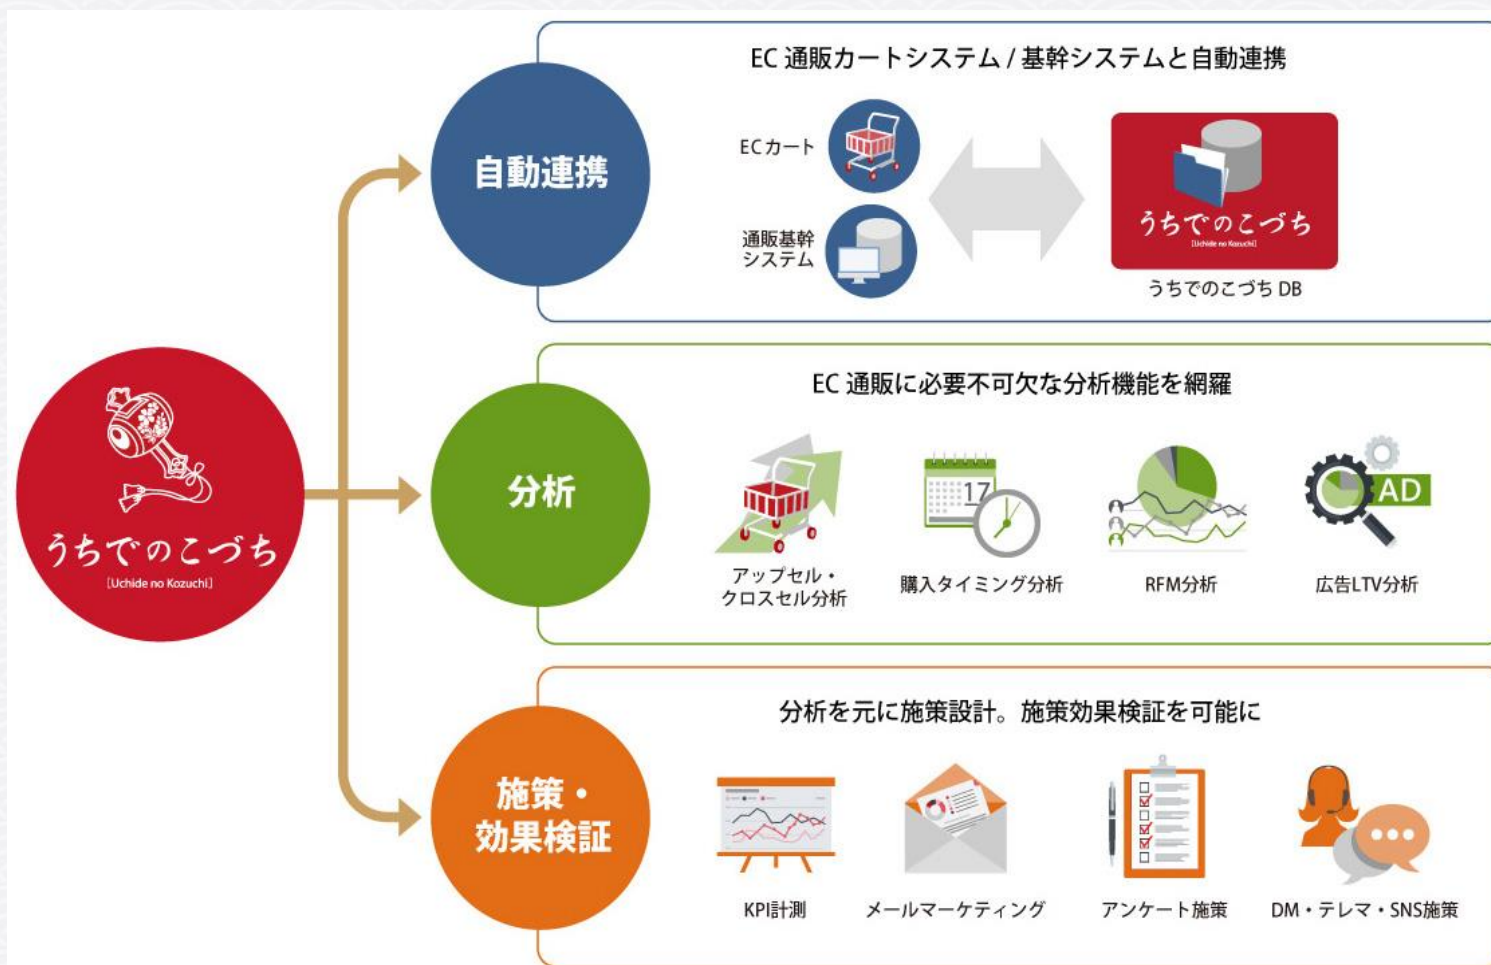 EC 通販カートシステム / 基幹システムと自動連携
自動連携
ECカート
通販基幹
システム
うちでのこづち
[Uchide no Kozuchi]
うちでのこづち DB
うちでのこづち
[Uchide no Kozuchi]
EC 通販に必要不可欠な分析機能を網羅
分析
17
AD
アップセル・
クロスセル分析
購入タイミング分析
RFM分析
広告LTV分析
分析を元に施策設計。施策効果検証を可能に
施策・
効果検証
KPI計測
メールマーケティング
アンケート施策
DM・テレマ・SNS施策